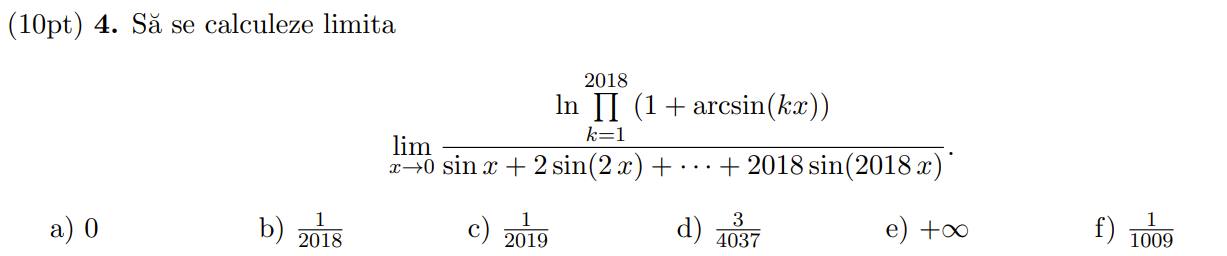 (10pt) 4. Să se calculeze limita
2018
ln ∏ (1 + arcsin(kx))
k=1
lim
x→0 sin x + 2 sin(2 x) + · · · + 2018 sin(2018 x) .
a) 0 b) 1/2018 c) 1/2019 d) 3/4037 e) +∞ f) 1/1009